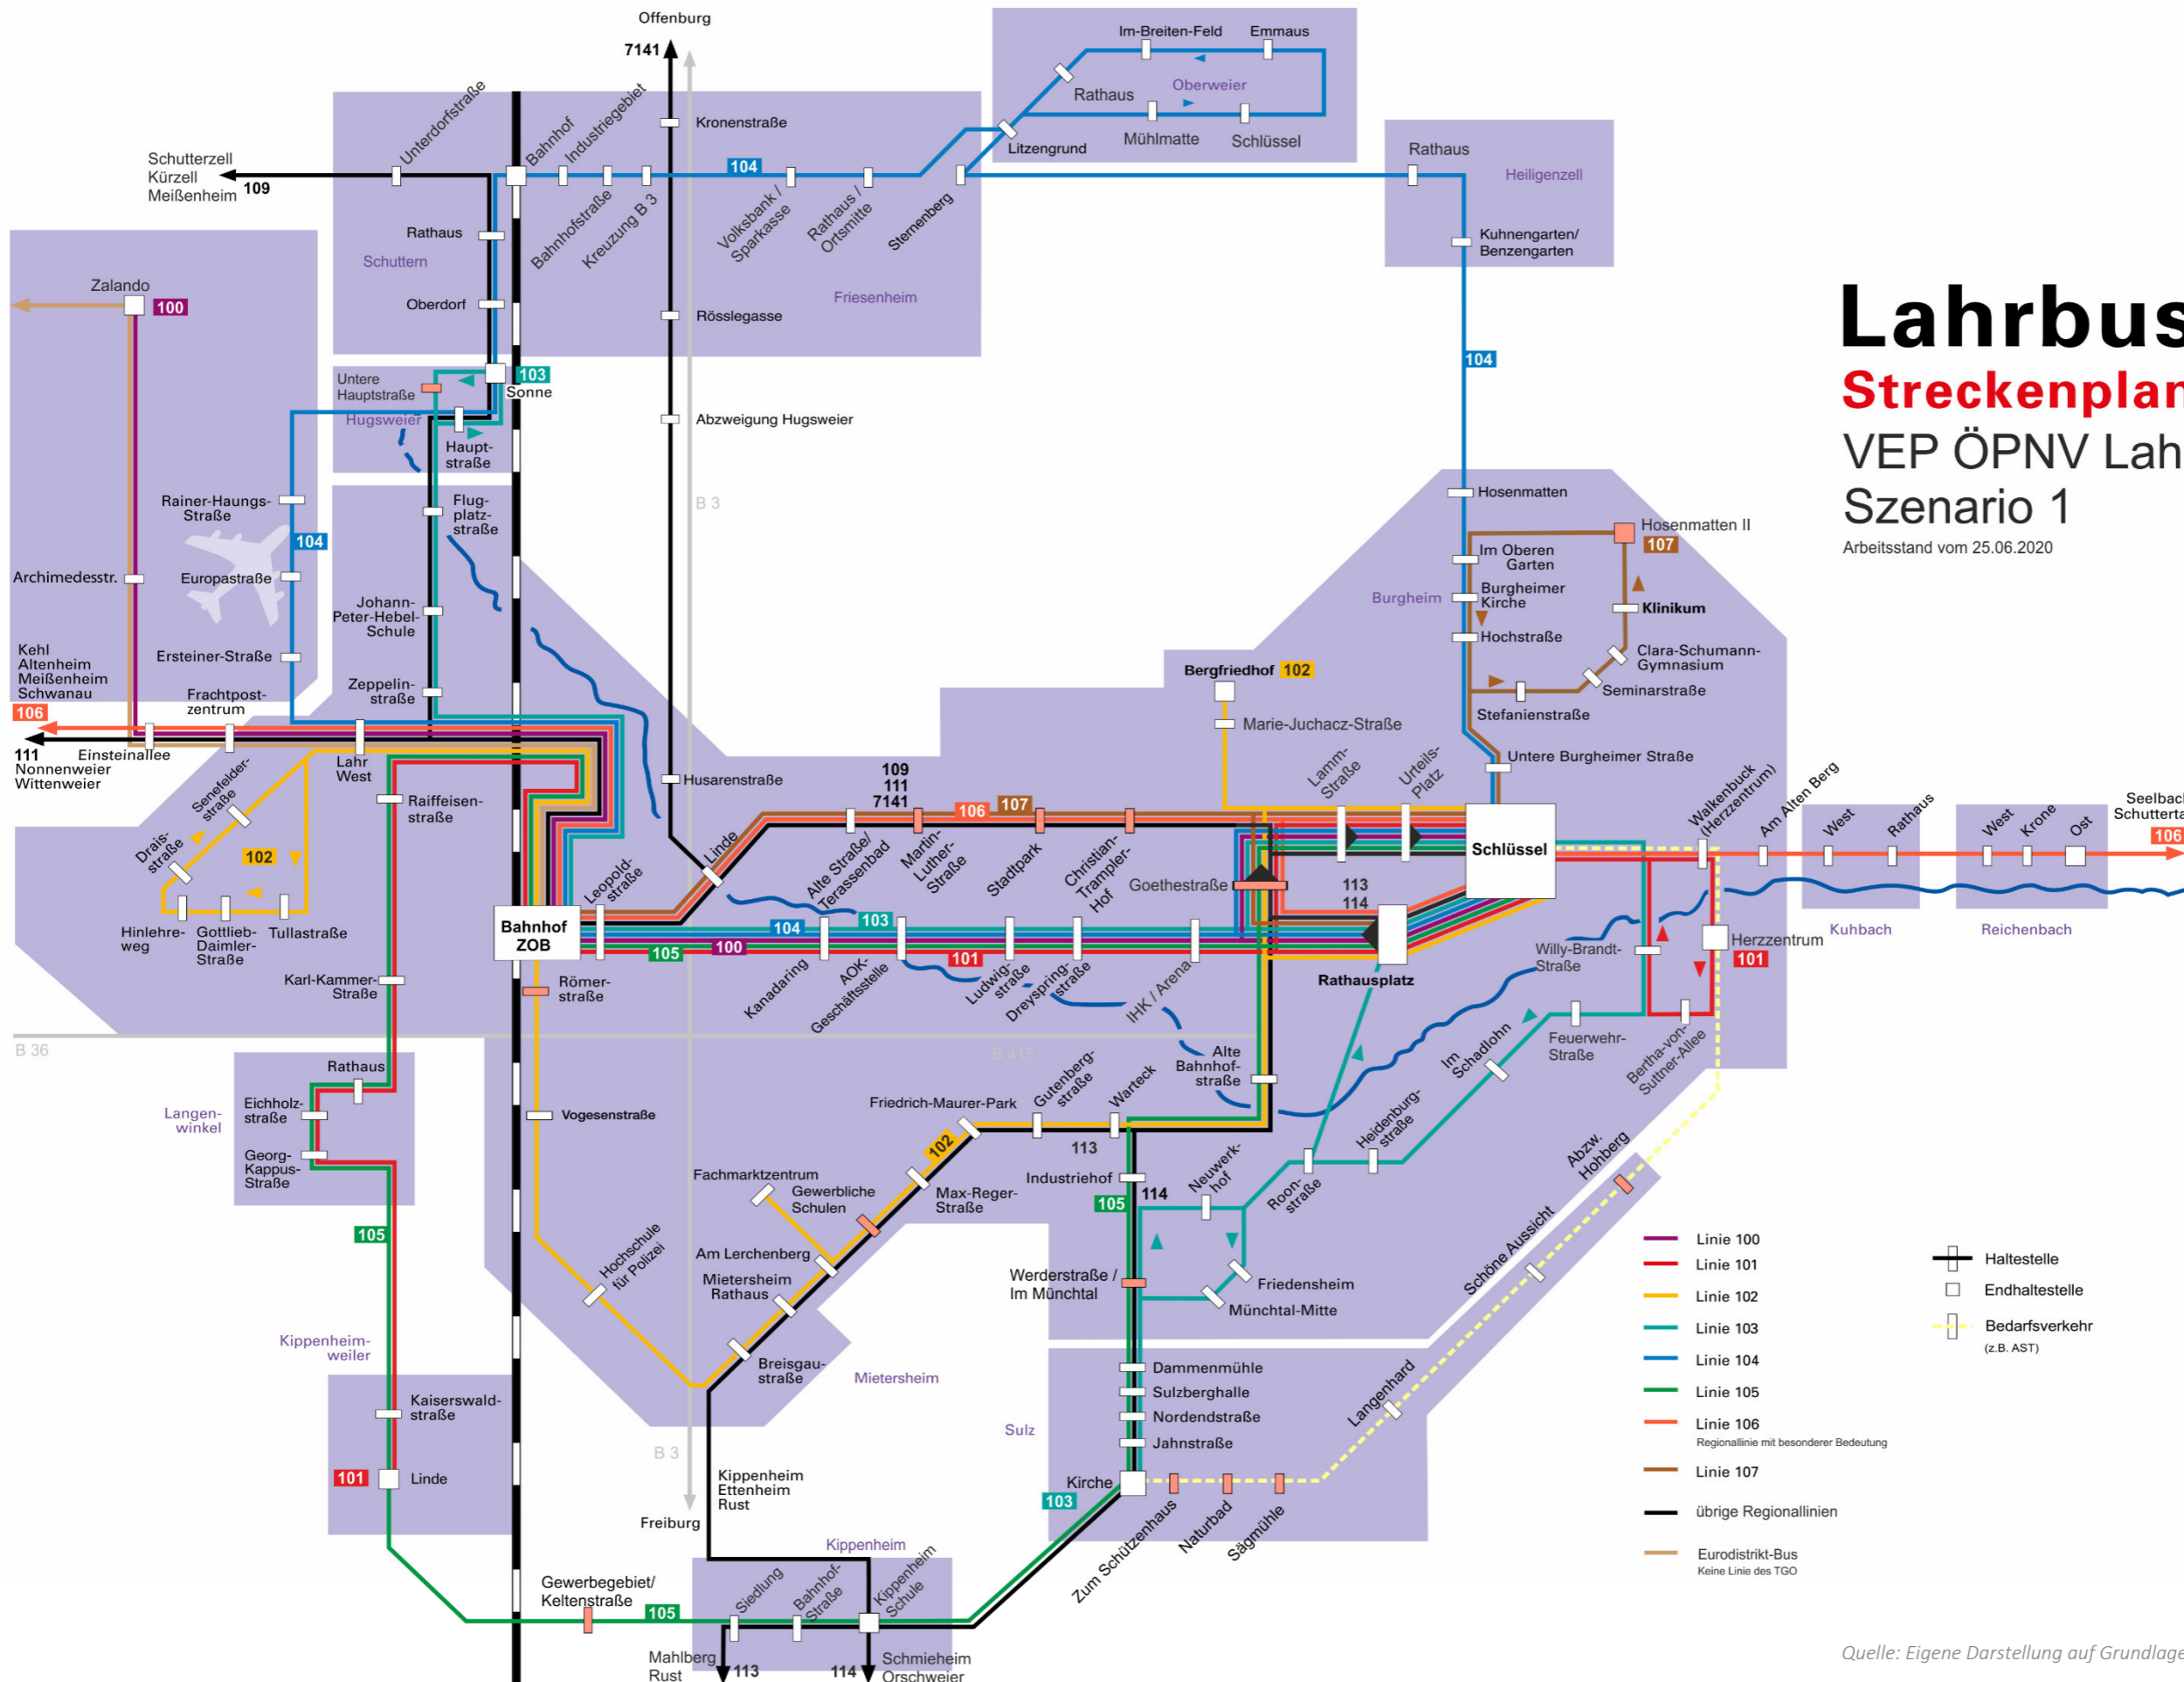 Offenburg
7141
Im-Breiten-Feld
Emmaus
Oberweier
Rathaus
Mühlmatte
Schlüssel
Litzengrund
Unterdorfstraße
Bahnhof
Industriegebiet
Kronenstraße
Schutterzell
Kürzell
Meißenheim
109
104
Rathaus
Heiligenzell
Rathaus
Schuttern
Oberdorf
Bahnhofstraße
Kreuzung B 3
Volksbank /
Sparkasse
Rathaus /
Ortsmitte
Sternenberg
Kuhnengarten/
Benzengarten
Friesenheim
Rösslegasse
Zalando
100
Lahrbus
Streckenplan
VEP ÖPNV Lah
Szenario 1
Arbeitsstand vom 25.06.2020
104
Untere
Hauptstraße
103
Sonne
Hugsweier
Haupt-
straße
Abzweigung Hugsweier
B 3
Rainer-Haungs-
Straße
104
Flug-
platz-
straße
Archimedesstr.
Europastraße
Johann-
Peter-Hebel-
Schule
Ersteiner-Straße
Zeppelin-
straße
Kehl
Altenheim
Meißenheim
Schwanau
106
Frachtpost-
zentrum
111
Nonnenweier
Wittenweier
Einsteinallee
Lahr
West
Hosenmatten
Hosenmatten II
107
Im Oberen
Garten
Burgheim
Burgheimer
Kirche
Klinikum
Hochstraße
Clara-Schumann-
Gymnasium
Seminarstraße
Stefanienstraße
Untere Burgheimer Straße
Bergfriedhof
102
Marie-Juchacz-Straße
Lamm-
Straße
Urteils-
Platz
Schlüssel
Walkenbuck
(Herzzentrum)
Am Alten Berg
West
Rathaus
Kuhbach
West
Krone
Ost
Reichenbach
Seelbach
Schutterta
106
Senefelder-
straße
Drais-
straße
102
Hinlehre-
weg
Gottlieb-
Daimler-
Straße
Tullastraße
Raiffeisen-
straße
Karl-Kammer-
Straße
Husarenstraße
109
111
7141
106
107
Linde
Leopold-
straße
Bahnhof
ZOB
Alte Straße/
Terassenbad
Martin-
Luther-
Straße
Stadtpark
Christian-
Trampler-
Hof
Goethestraße
113
114
Rathausplatz
105
100
104
103
101
Kanadaring
AOK-
Geschäftsstelle
Ludwig-
straße
Dreyspring-
straße
IHK / Arena
Römer-
straße
Willy-Brandt-
Straße
Herzzentrum
101
Feuerwehr-
Straße
Bertha-von-
Suttner-Allee
Im
Schadlohn
B 36
B 415
Rathaus
Eichholz-
straße
Langen-
winkel
Georg-
Kappus-
Straße
105
Vogesenstraße
Alte
Bahnhof-
straße
Friedrich-Maurer-Park
Gutenberg-
straße
Warteck
113
102
Fachmarktzentrum
Gewerbliche
Schulen
Max-Reger-
Straße
Am Lerchenberg
Mietersheim
Rathaus
Hochschule
für Polizei
Breisgau-
straße
Mietersheim
Industriehof
105
114
Neuwerk-
hof
Roon-
straße
Heidenburg-
straße
Werderstraße /
Im Münchtal
Friedensheim
Münchtal-Mitte
Abzw.
Hohberg
Schöne Aussicht
Langenhard
Dammenmühle
Sulzberghalle
Nordendstraße
Jahnstraße
Sulz
Kirche
103
Zum Schützenhaus
Naturbad
Sägmühle
Kippenheim-
weiler
Kaiserswald-
straße
101
Linde
B 3
Freiburg
Kippenheim
Ettenheim
Rust
Kippenheim
Gewerbegebiet/
Keltenstraße
105
Siedlung
Bahnhof-
Straße
Kippenheim
Schule
Mahlberg
Rust
113
114
Schmieheim
Orschweier
Linie 100
Linie 101
Linie 102
Linie 103
Linie 104
Linie 105
Linie 106
Regionallinie mit besonderer Bedeutung
Linie 107
übrige Regionallinien
Eurodistrikt-Bus
Keine Linie des TGO
Haltestelle
Endhaltestelle
Bedarfsverkehr
(z.B. AST)
Quelle: Eigene Darstellung auf Grundlage